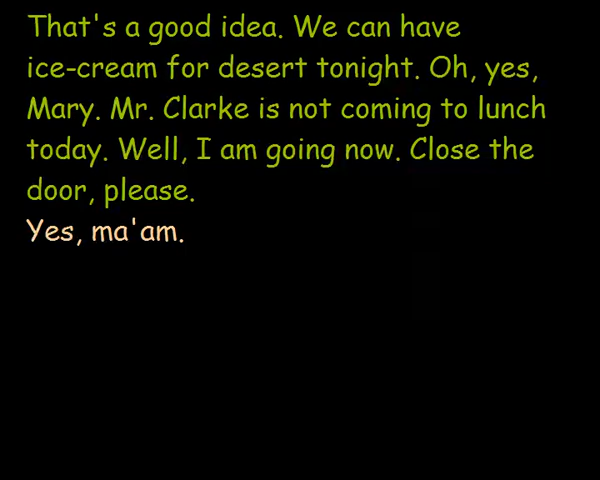 That's a good idea. We can have
ice-cream for desert tonight. Oh, yes,
Mary. Mr. Clarke is not coming to lunch
today. Well, I am going now. Close the
door, please.
Yes, ma'am.